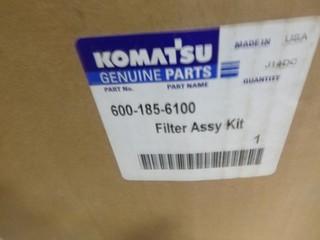 KOMATSU
GENUINE PARTS
PART No. PART NAME
MADE IN USA
QUANTITY
600-185-6100
Filter Assy Kit
1